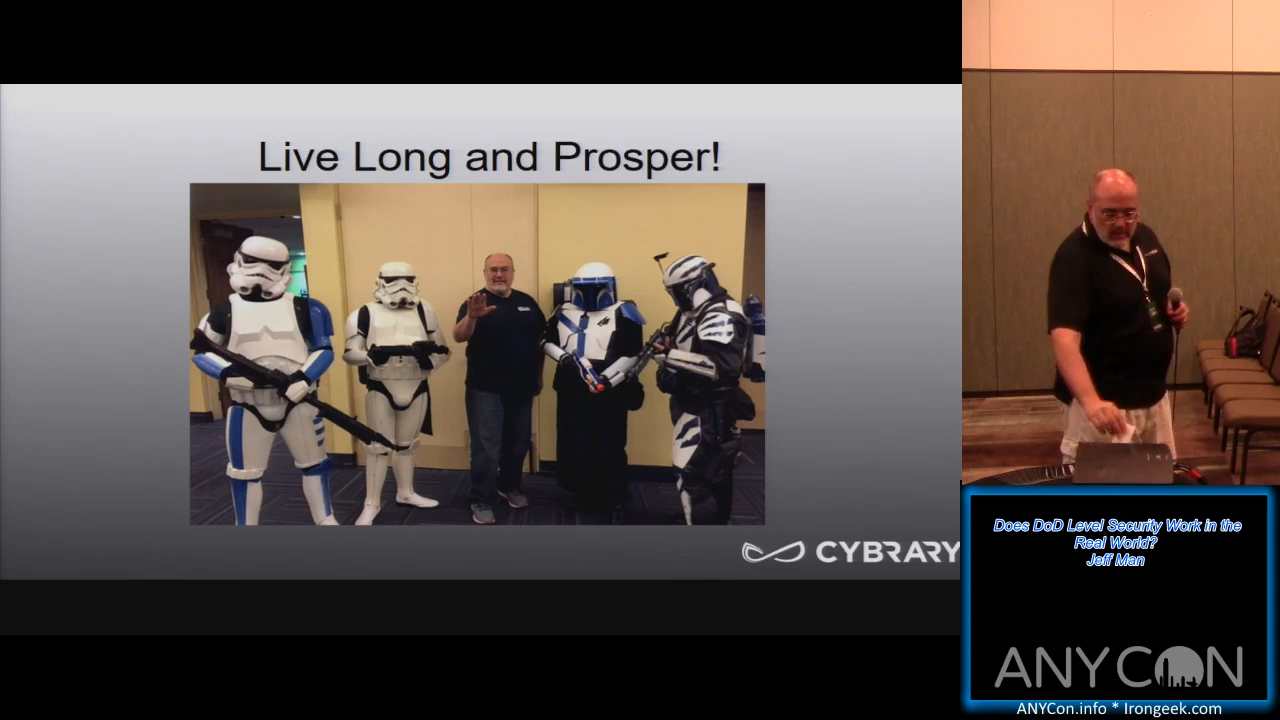 Live Long and Prosper!
CYBRARY
Does DoD Level Security Work in the
Real World?
Jeff Man
ANYCON
ANYCon.info * Irongeek.com